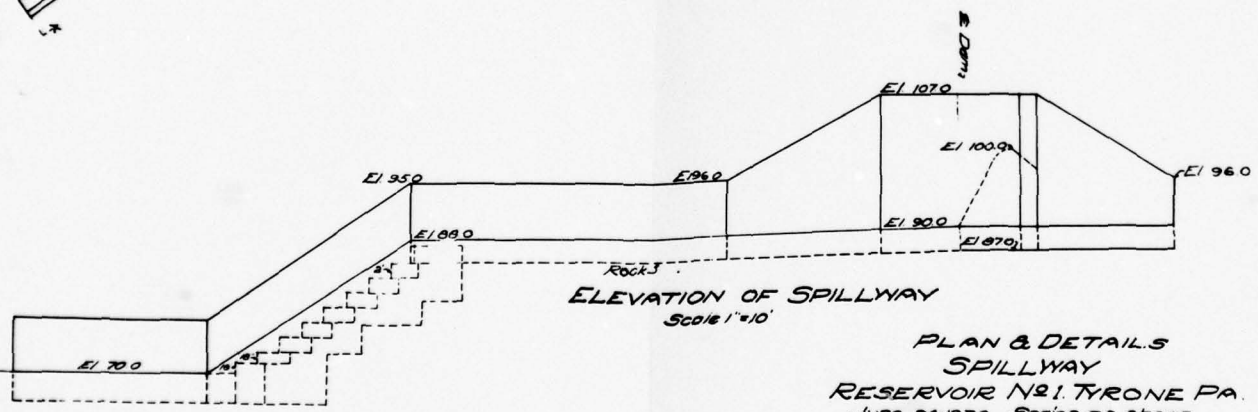 ℄ Dam
El 107.0
El 100.0
El 95.0
El 96.0
El 96.0
El 88.0
El 90.0
El 87.0
Rock
ELEVATION OF SPILLWAY
Scale 1"=10'
El 70.0
PLAN & DETAILS
SPILLWAY
RESERVOIR Nº 1. TYRONE PA.